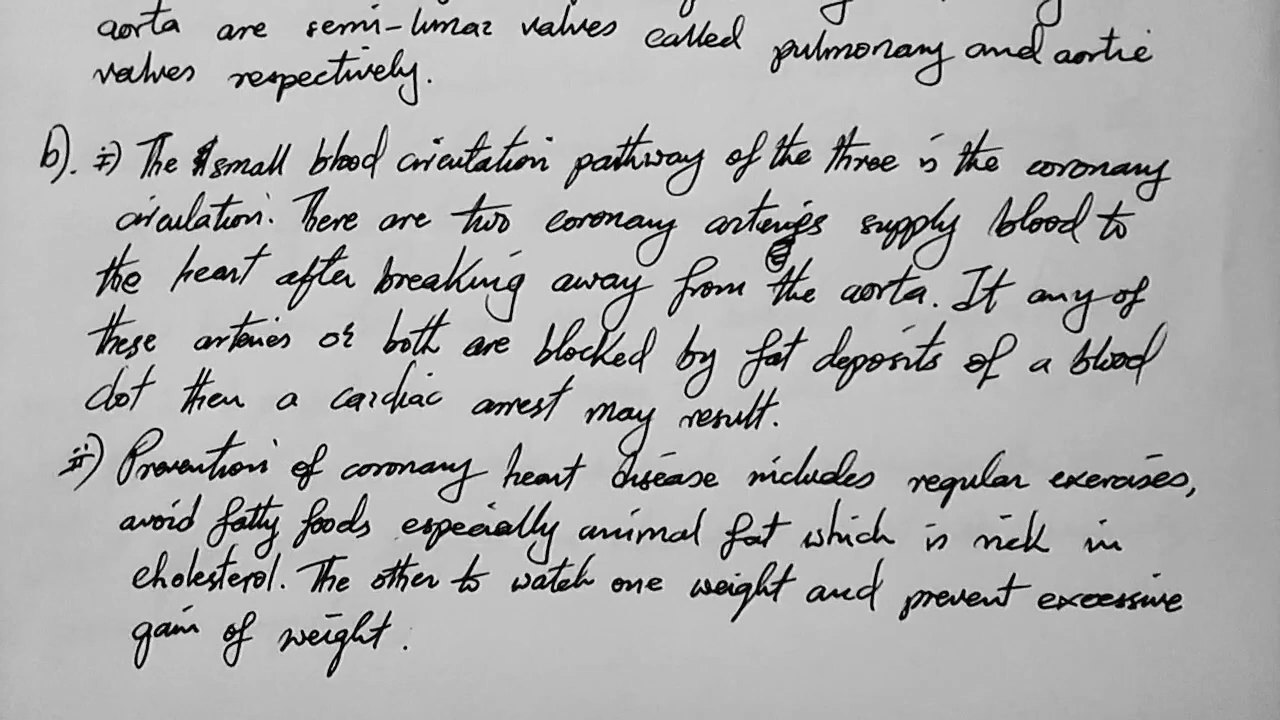 aorta are semi-lunar valves called pulmonary and aortic
valves respectively.
b). i) The small blood circulation pathway of the three is the coronary
circulation. There are two coronary arteries supply blood to
the heart after breaking away from the aorta. If any of
these arteries or both are blocked by fat deposits of a blood
clot then a cardiac arrest may result.
ii) Prevention of coronary heart disease includes regular exercises,
avoid fatty foods especially animal fat which is rich in
cholesterol. The other to watch one weight and prevent excessive
gain of weight.